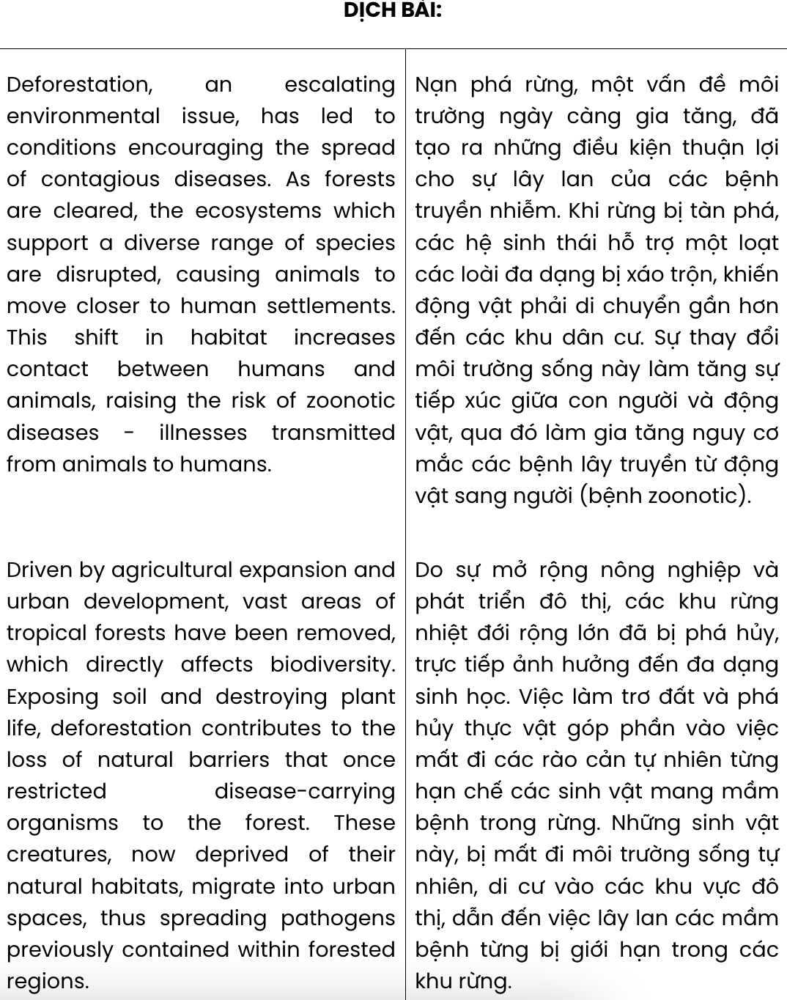 DỊCH BÀI:
Deforestation, an escalating
environmental issue, has led to
conditions encouraging the spread
of contagious diseases. As forests
are cleared, the ecosystems which
support a diverse range of species
are disrupted, causing animals to
move closer to human settlements.
This shift in habitat increases
contact between humans and
animals, raising the risk of zoonotic
diseases - illnesses transmitted
from animals to humans.
Nạn phá rừng, một vấn đề môi
trường ngày càng gia tăng, đã
tạo ra những điều kiện thuận lợi
cho sự lây lan của các bệnh
truyền nhiễm. Khi rừng bị tàn phá,
các hệ sinh thái hỗ trợ một loạt
các loài đa dạng bị xáo trộn, khiến
động vật phải di chuyển gần hơn
đến các khu dân cư. Sự thay đổi
môi trường sống này làm tăng sự
tiếp xúc giữa con người và động
vật, qua đó làm gia tăng nguy cơ
mắc các bệnh lây truyền từ động
vật sang người (bệnh zoonotic).
Driven by agricultural expansion and
urban development, vast areas of
tropical forests have been removed,
which directly affects biodiversity.
Exposing soil and destroying plant
life, deforestation contributes to the
loss of natural barriers that once
restricted disease-carrying
organisms to the forest. These
creatures, now deprived of their
natural habitats, migrate into urban
spaces, thus spreading pathogens
previously contained within forested
regions.
Do sự mở rộng nông nghiệp và
phát triển đô thị, các khu rừng
nhiệt đới rộng lớn đã bị phá hủy,
trực tiếp ảnh hưởng đến đa dạng
sinh học. Việc làm trơ đất và phá
hủy thực vật góp phần vào việc
mất đi các rào cản tự nhiên từng
hạn chế các sinh vật mang mầm
bệnh trong rừng. Những sinh vật
này, bị mất đi môi trường sống tự
nhiên, di cư vào các khu vực đô
thị, dẫn đến việc lây lan các mầm
bệnh từng bị giới hạn trong các
khu rừng.